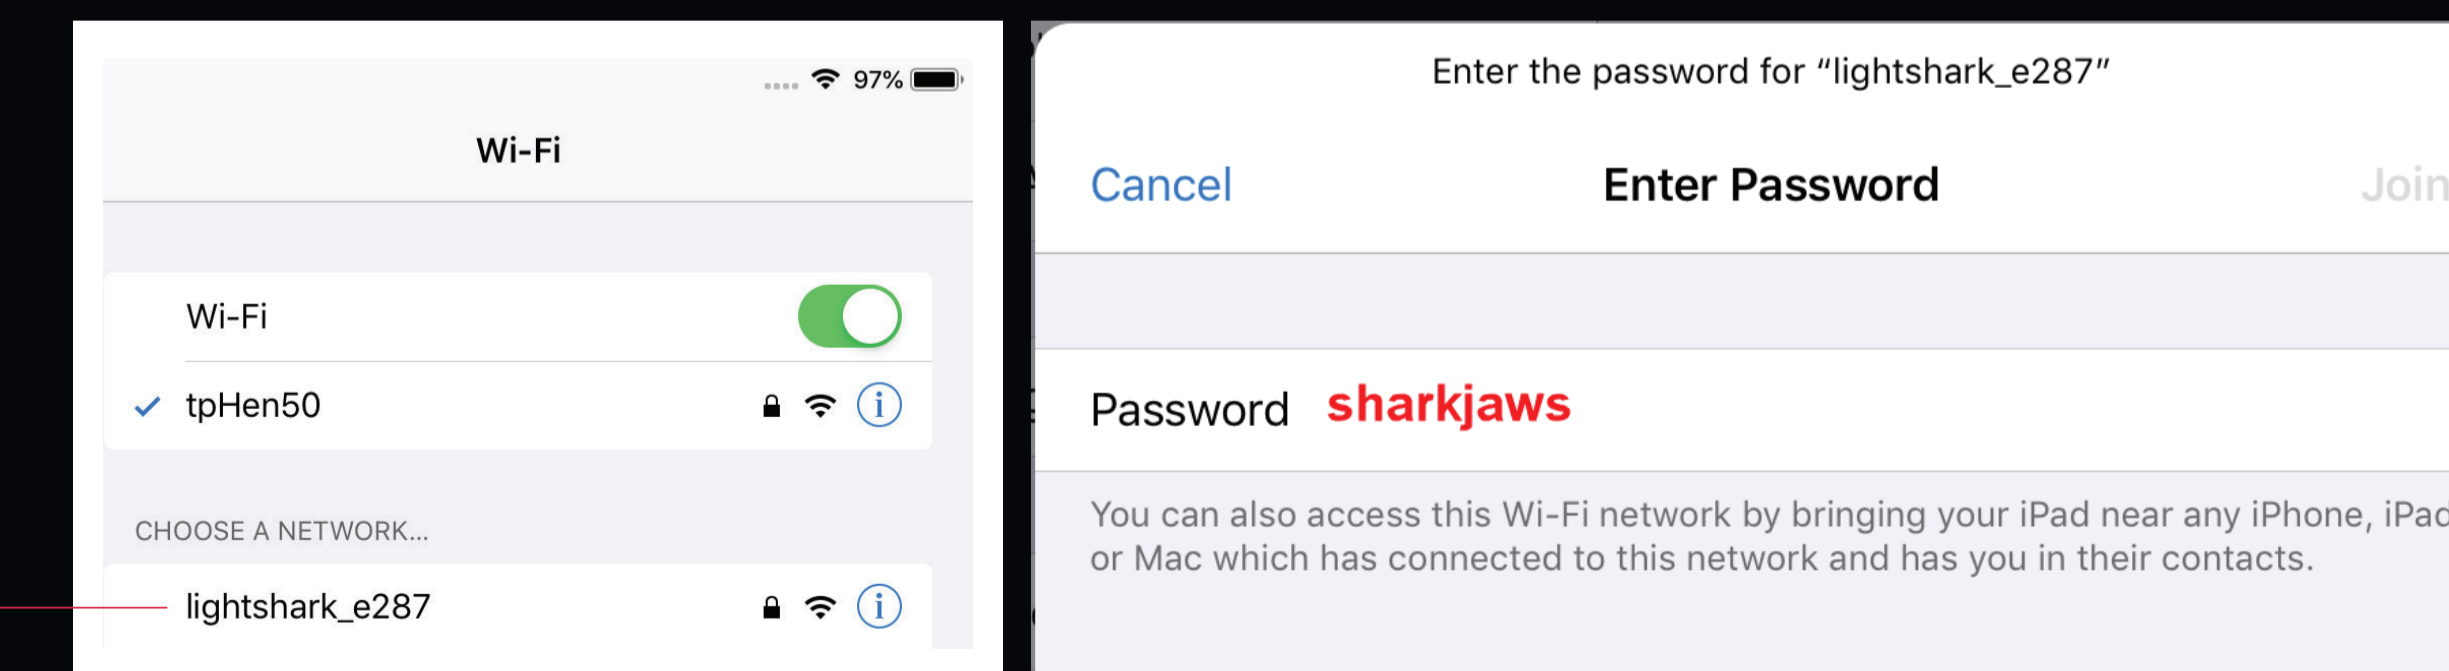 97%
Wi-Fi
Wi-Fi
tpHen50
CHOOSE A NETWORK...
lightshark_e287
Enter the password for “lightshark_e287”
Cancel Enter Password Join
Password sharkjaws
You can also access this Wi-Fi network by bringing your iPad near any iPhone, iPad
or Mac which has connected to this network and has you in their contacts.